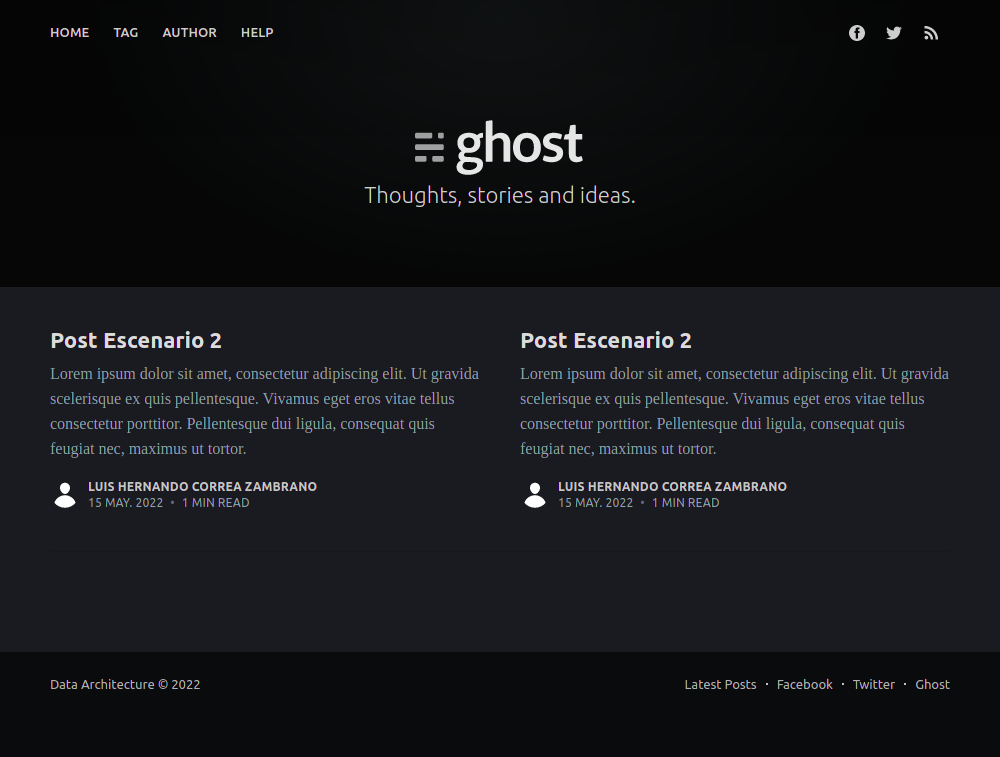 HOME TAG AUTHOR HELP
ghost
Thoughts, stories and ideas.
Post Escenario 2
Lorem ipsum dolor sit amet, consectetur adipiscing elit. Ut gravida
scelerisque ex quis pellentesque. Vivamus eget eros vitae tellus
consectetur porttitor. Pellentesque dui ligula, consequat quis
feugiat nec, maximus ut tortor.
LUIS HERNANDO CORREA ZAMBRANO
15 MAY. 2022 • 1 MIN READ
Post Escenario 2
Lorem ipsum dolor sit amet, consectetur adipiscing elit. Ut gravida
scelerisque ex quis pellentesque. Vivamus eget eros vitae tellus
consectetur porttitor. Pellentesque dui ligula, consequat quis
feugiat nec, maximus ut tortor.
LUIS HERNANDO CORREA ZAMBRANO
15 MAY. 2022 • 1 MIN READ
Data Architecture © 2022
Latest Posts · Facebook · Twitter · Ghost